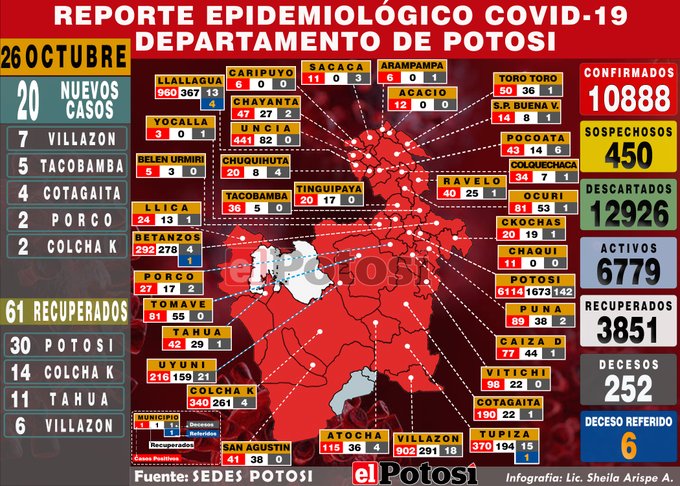 REPORTE EPIDEMIOLÓGICO COVID-19
DEPARTAMENTO DE POTOSI
26 OCTUBRE
20 NUEVOS CASOS
7 VILLAZON
5 TACOBAMBA
4 COTAGAITA
2 PORCO
2 COLCHA K
61 RECUPERADOS
30 POTOSI
14 COLCHA K
11 TAHUA
6 VILLAZON
LLALLAGUA
960 367 13
4
CARIPUYO
6 0 0
SACACA
11 0 3
ARAMPAMPA
6 0 1
TORO TORO
50 36 1
CHAYANTA
47 27 2
ACACIO
12 0 0
S.P. BUENA V.
14 8 1
YOCALLA
3 0 1
UNCIA
441 82 0
POCOATA
43 14 6
BELEN URMIRI
5 3 0
CHUQUIHUTA
20 8 4
COLQUECHACA
34 7 1
TINGUIPAYA
20 17 0
RAVELO
40 25 1
TACOBAMBA
36 5 0
OCURI
81 53 1
LLICA
24 13 1
CKOCHAS
20 19 1
BETANZOS
292 278 4
1
CHAQUI
11 0 0
PORCO
27 17 2
POTOSI
6114 1673 142
TOMAVE
81 55 0
PUNA
89 38 2
TAHUA
42 29 1
CAIZA D
77 44 1
UYUNI
216 159 21
VITICHI
98 22 0
COLCHA K
340 261 4
COTAGAITA
190 22 1
SAN AGUSTIN
41 38 0
ATOCHA
115 36 4
VILLAZON
902 291 18
TUPIZA
370 194 15
1
el POTOSÍ
MUNICIPIO
1 1 1
1
Decesos
Referidos
Recuperados
Casos Positivos
CONFIRMADOS
10888
SOSPECHOSOS
450
DESCARTADOS
12926
ACTIVOS
6779
RECUPERADOS
3851
DECESOS
252
DECESO REFERIDO
6
Fuente: SEDES POTOSI
el Potosí
Infografia: Lic. Sheila Arispe A.